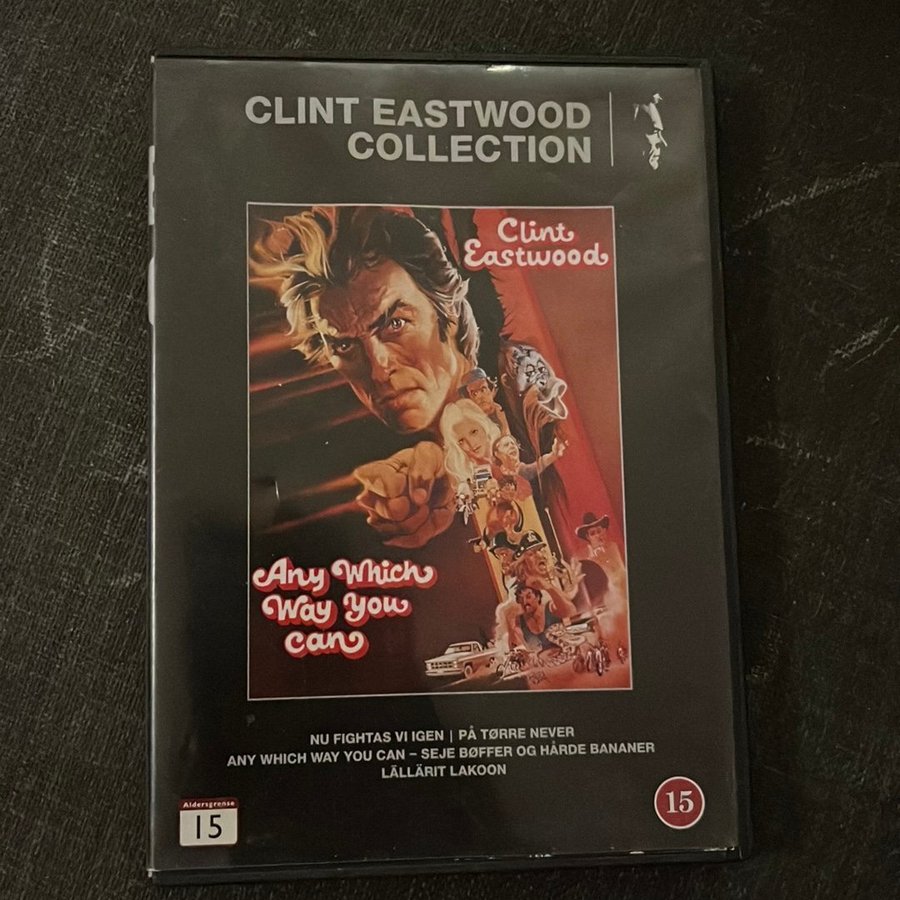 CLINT EASTWOOD
COLLECTION
Clint
Eastwood
Any Which
Way You
can
NU FIGHTAS VI IGEN | PÅ TØRRE NEVER
ANY WHICH WAY YOU CAN – SEJE BØFFER OG HÅRDE BANANER
LÄLLÄRIT LAKOON
Aldersgrense
15
15